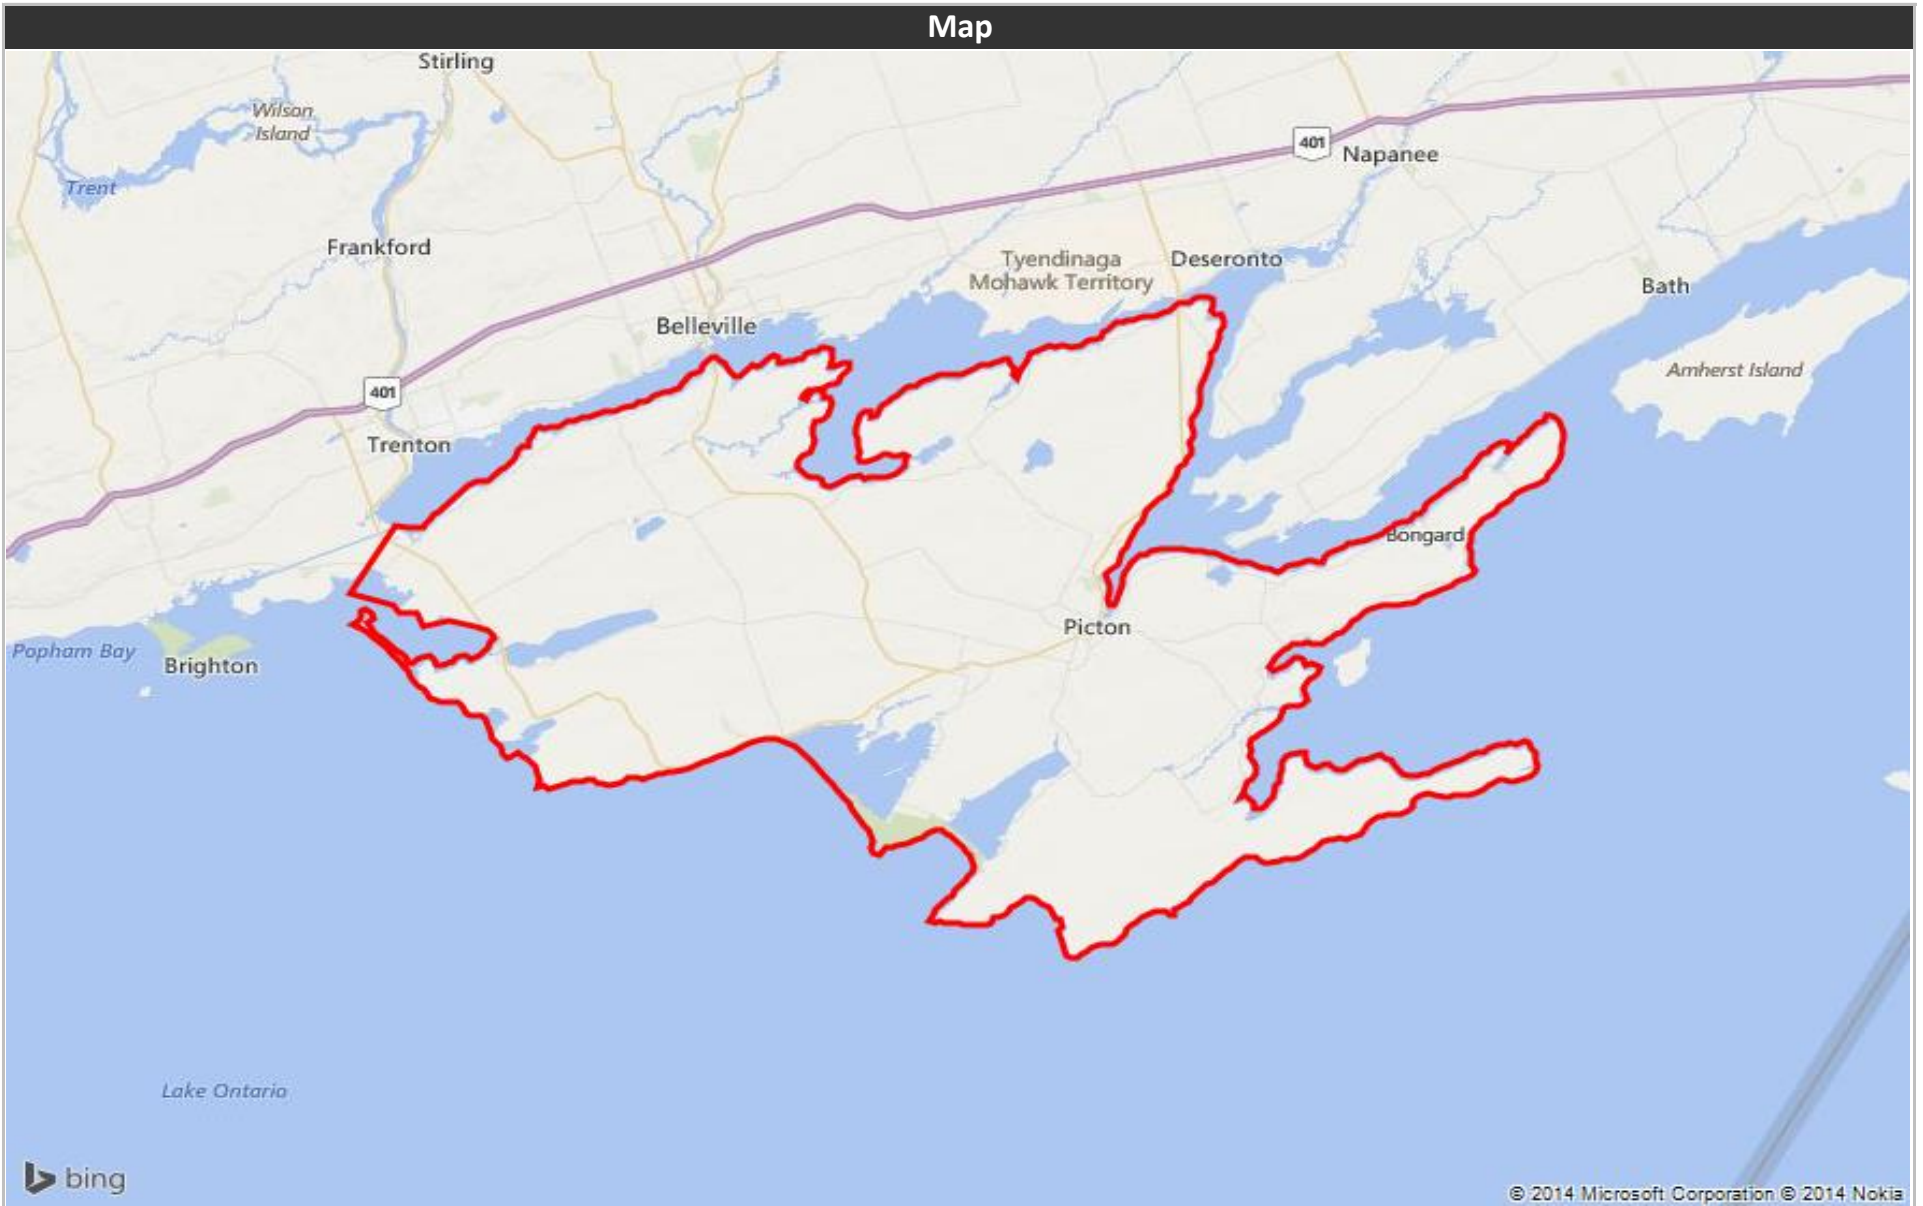 Map
Stirling
Wilson
Island
401
Napanee
Trent
Frankford
Tyendinaga
Mohawk Territory
Deseronto
Bath
Belleville
Amherst Island
401
Trenton
Bongard
Picton
Popham Bay
Brighton
Lake Ontario
bing
© 2014 Microsoft Corporation © 2014 Nokia